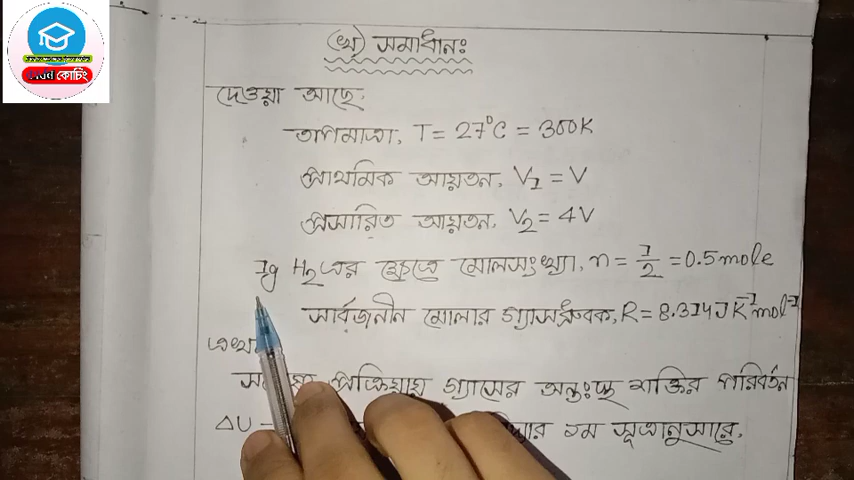 কোচিং
(খ) সমাধানঃ
দেওয়া আছে,
তাপমাত্রা, T = 27°C = 300K
প্রাথমিক আয়তন, V₁ = V
প্রসারিত আয়তন, V₂ = 4V
1g H₂ এর ক্ষেত্রে মোলসংখ্যা, n = 1/2 = 0.5 mole
সার্বজনীন মোলার গ্যাসধ্রুবক, R = 8.314 J K⁻¹ mol⁻¹
প্রক্রিয়ায় গ্যাসের অন্তঃস্থ শক্তির পরিবর্তন
ΔU = ১ম সূত্রানুসারে,